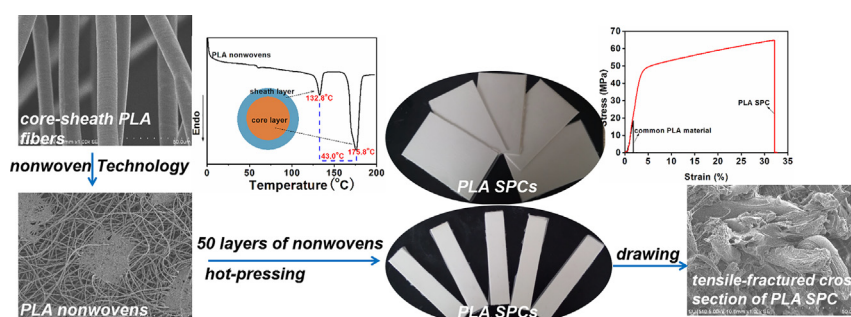 core-sheath PLA
fibers
nonwoven Technology
PLA nonwovens
PLA nonwovens
sheath layer
132.8°C
core layer
175.8°C
43.0°C
Endo
0 50 100 150 200
Temperature (°C)
50 layers of nonwovens
hot-pressing
PLA SPCs
PLA SPCs
drawing
70
60
50
40
30
20
10
0
Stress (MPa)
PLA SPC
common PLA material
0 5 10 15 20 25 30 35
Strain (%)
tensile-fractured cross
section of PLA SPC